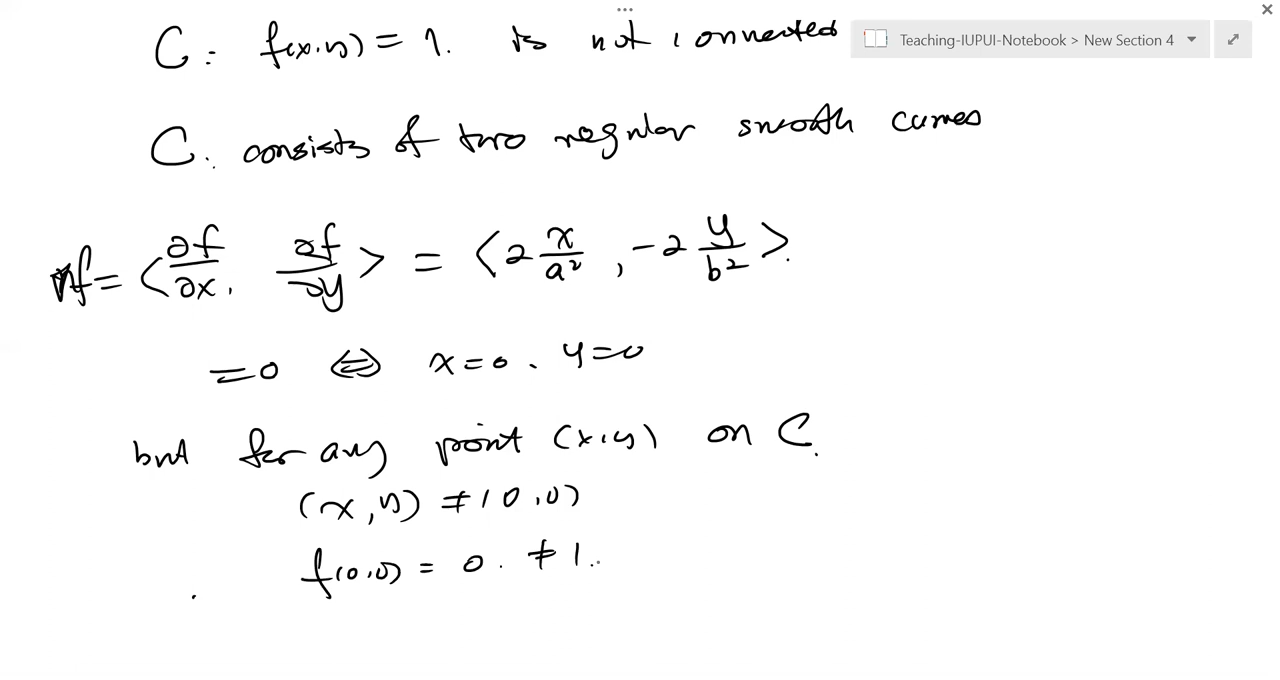 C: f(x,y) = 1. is not connected
Teaching-IUPUI-Notebook > New Section 4
C. consists of two regular smooth curves
∇f = <∂f/∂x, ∂f/∂y> = <2 x/a², -2 y/b²>.
=0 ⇔ x=0. y=0
but for any point (x,y) on C.
(x,y) ≠ (0,0)
f(0,0) = 0. ≠ 1.